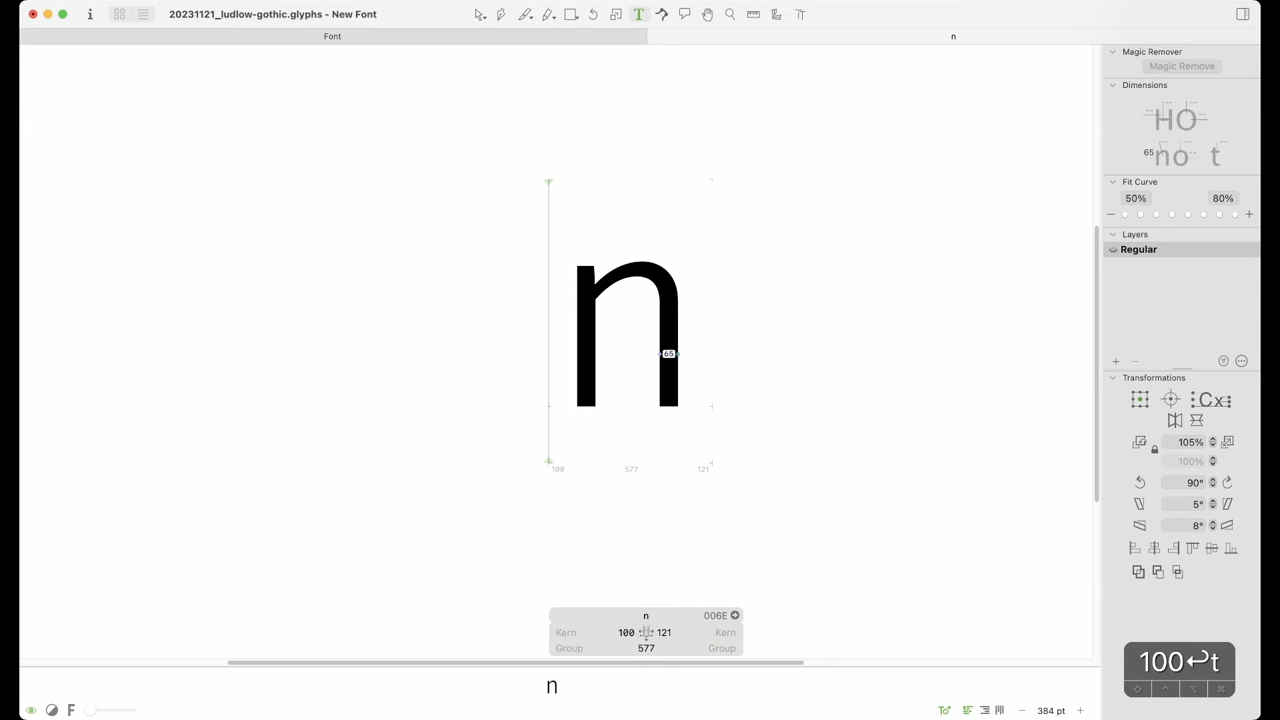 20231121_ludlow-gothic.glyphs - New Font
Font
n
Magic Remover
Magic Remove
Dimensions
HO
65
no t
Fit Curve
50%
80%
Layers
Regular
n
65
100
577
121
Transformations
105%
100%
90°
5°
8°
n
006E
Kern
100
121
Kern
Group
577
Group
100↩t
n
F
384 pt